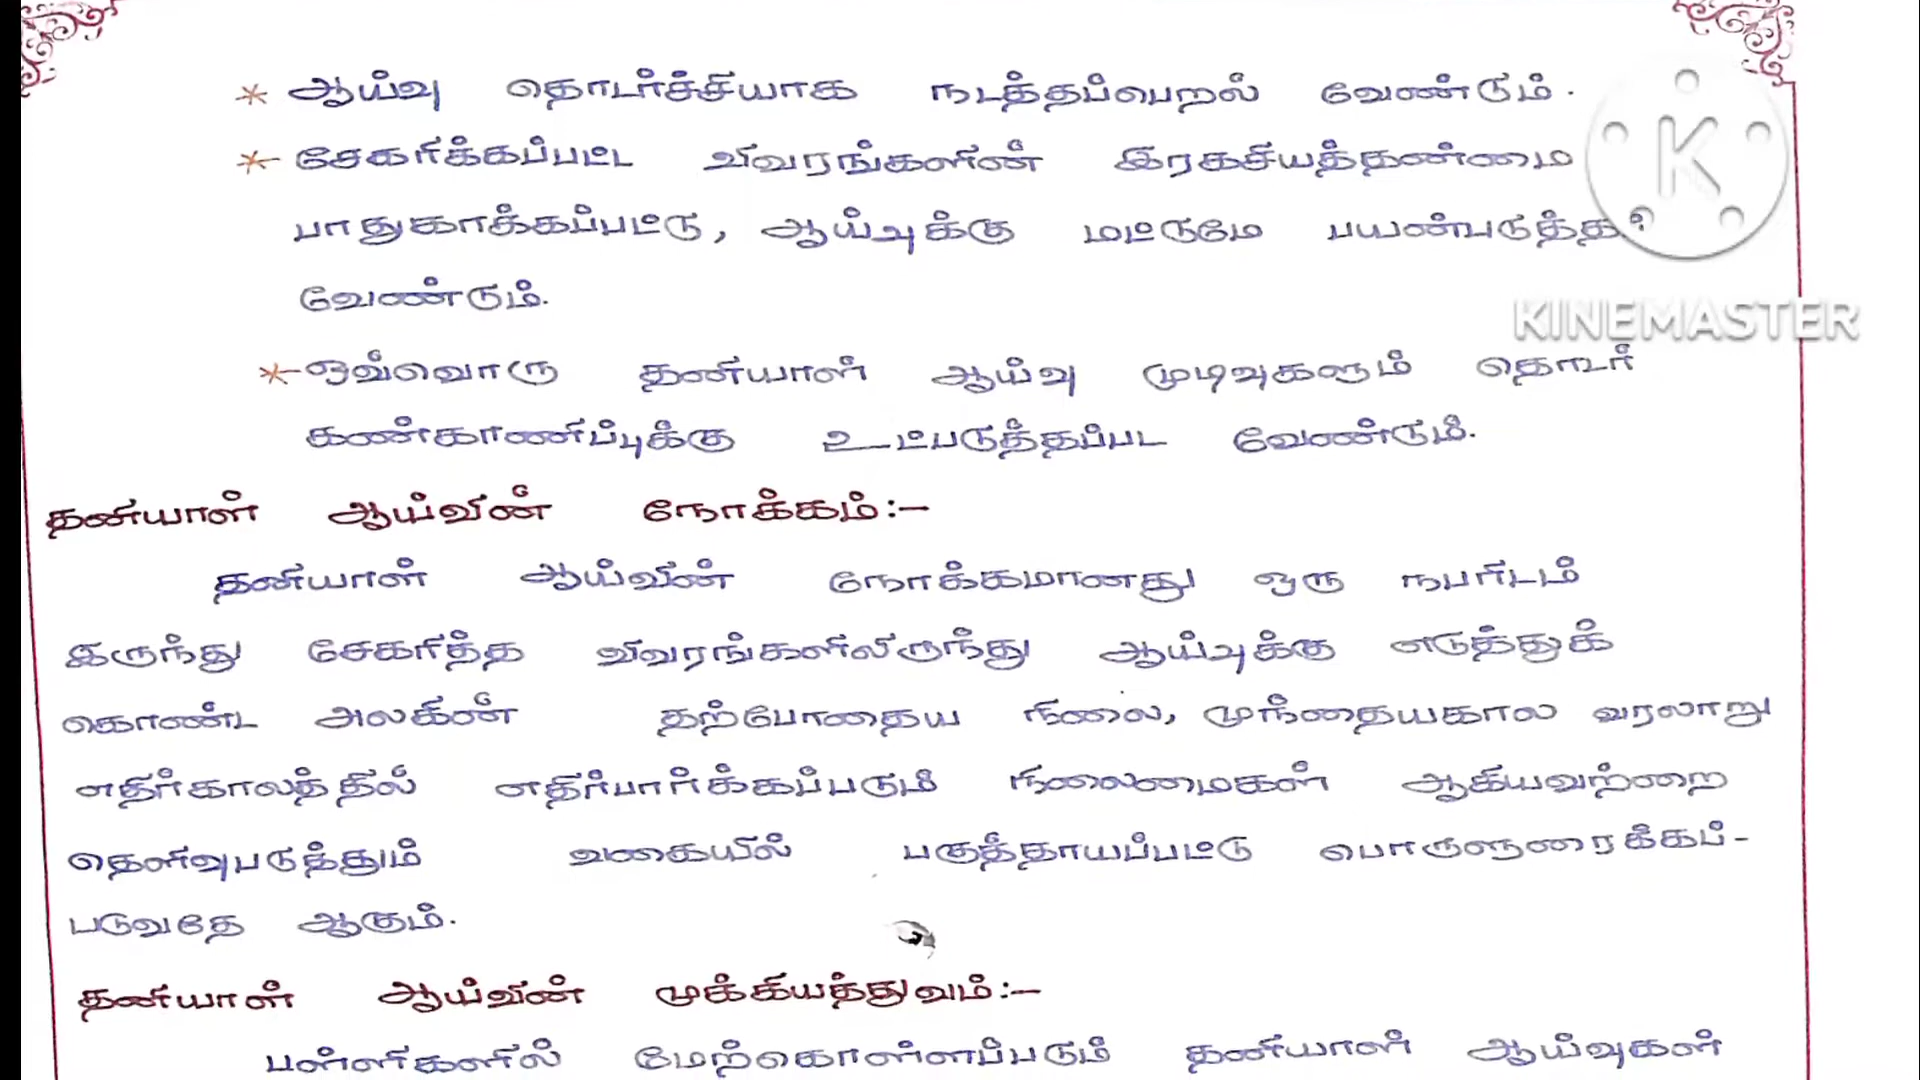 * ஆய்வு தொடர்ச்சியாக நடத்தப்பெறல் வேண்டும்.
* சேகரிக்கப்பட்ட விவரங்களின் இரகசியத்தன்மை
பாதுகாக்கப்பட்டு, ஆய்வுக்கு மட்டுமே பயன்படுத்த
வேண்டும்.
KINEMASTER
* ஒவ்வொரு தனியாள் ஆய்வு முடிவுகளும் தொடர்
கண்காணிப்புக்கு உட்படுத்தப்பட வேண்டும்.
தனியாள் ஆய்வின் நோக்கம்:-
தனியாள் ஆய்வின் நோக்கமானது ஒரு நபரிடம்
இருந்து சேகரித்த விவரங்களிலிருந்து ஆய்வுக்கு எடுத்துக்
கொண்ட அலகின் தற்போதைய நிலை, முந்தையகால வரலாறு
எதிர்காலத்தில் எதிர்பார்க்கப்படும் நிலைமைகள் ஆகியவற்றை
தெளிவுபடுத்தும் வகையில் பகுத்தாயப்பட்டு பொருளுரைக்கப்-
படுவதே ஆகும்.
தனியாள் ஆய்வின் முக்கியத்துவம்:-
பள்ளிகளில் மேற்கொள்ளப்படும் தனியாள் ஆய்வுகள்